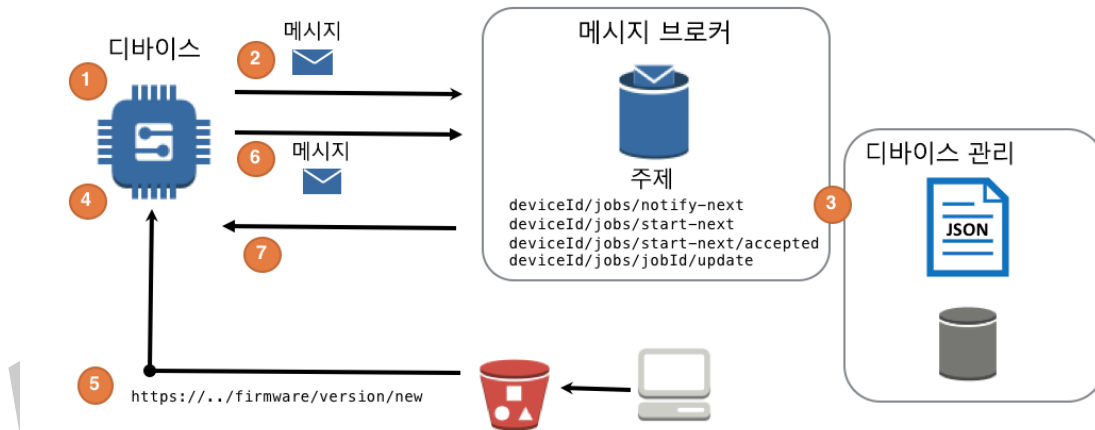 디바이스
1
2
메시지
6
메시지
4
7
메시지 브로커
주제
deviceId/jobs/notify-next
deviceId/jobs/start-next
deviceId/jobs/start-next/accepted
deviceId/jobs/jobId/update
3
디바이스 관리
JSON
5
https://../firmware/version/new